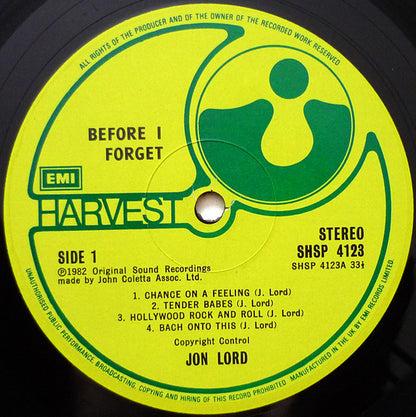 ALL RIGHTS OF THE PRODUCER AND OF THE OWNER OF THE RECORDED WORK RESERVED.
BEFORE I
FORGET
EMI
HARVEST
STEREO
SHSP 4123
SHSP 4123A 33⅓
SIDE 1
℗1982 Original Sound Recordings
made by John Coletta Assoc. Ltd.
1. CHANCE ON A FEELING (J. Lord)
2. TENDER BABES (J. Lord)
3. HOLLYWOOD ROCK AND ROLL (J. Lord)
4. BACH ONTO THIS (J. Lord)
Copyright Control
JON LORD
UNAUTHORISED PUBLIC PERFORMANCE, BROADCASTING, COPYING AND HIRING OF THIS RECORD PROHIBITED
MANUFACTURED IN THE UK BY EMI RECORDS LIMITED.